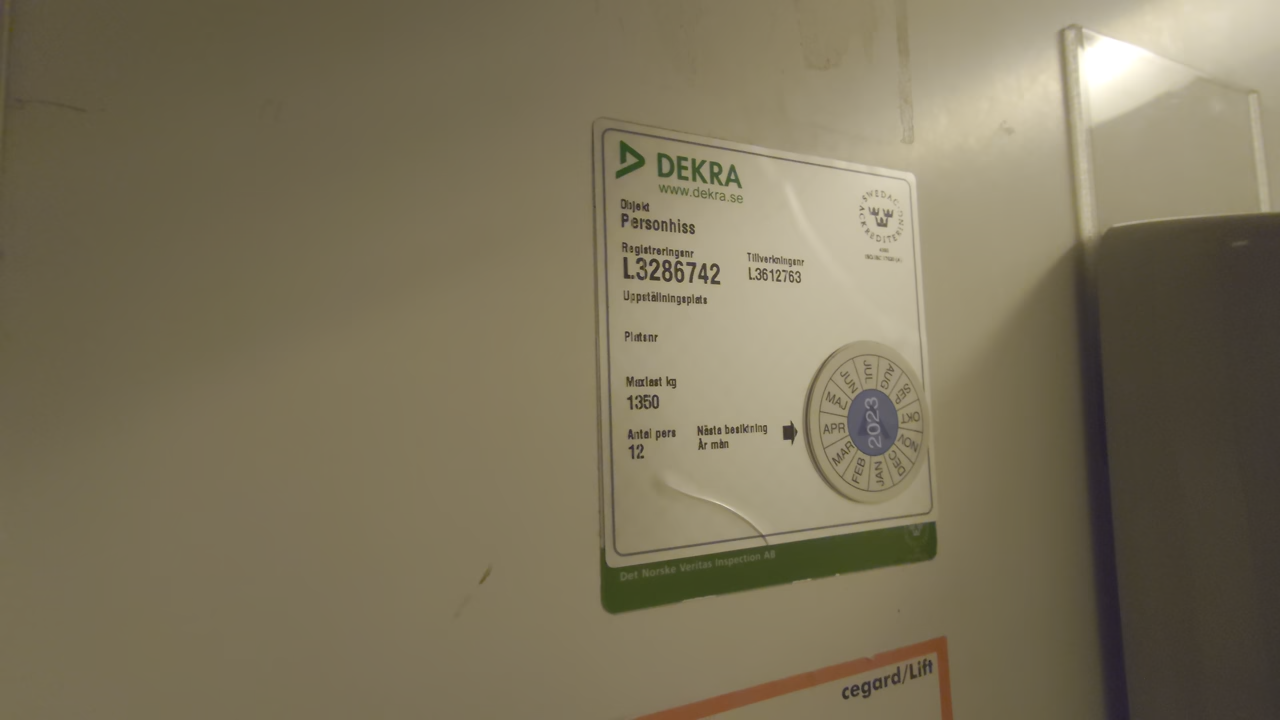 DEKRA
www.dekra.se
SWEDAC
ACKREDITERING
Objekt
Personhiss
Registreringsnr
L3286742
Tillverkningsnr
L3612763
Uppställningsplats
Platsnr
Maxlast kg
1350
Antal pers
12
Nästa besiktning
År mån
2023
JAN
FEB
MAR
APR
MAJ
JUN
JUL
AUG
SEP
OKT
NOV
DEC
Det Norske Veritas Inspection AB
cegard/Lift